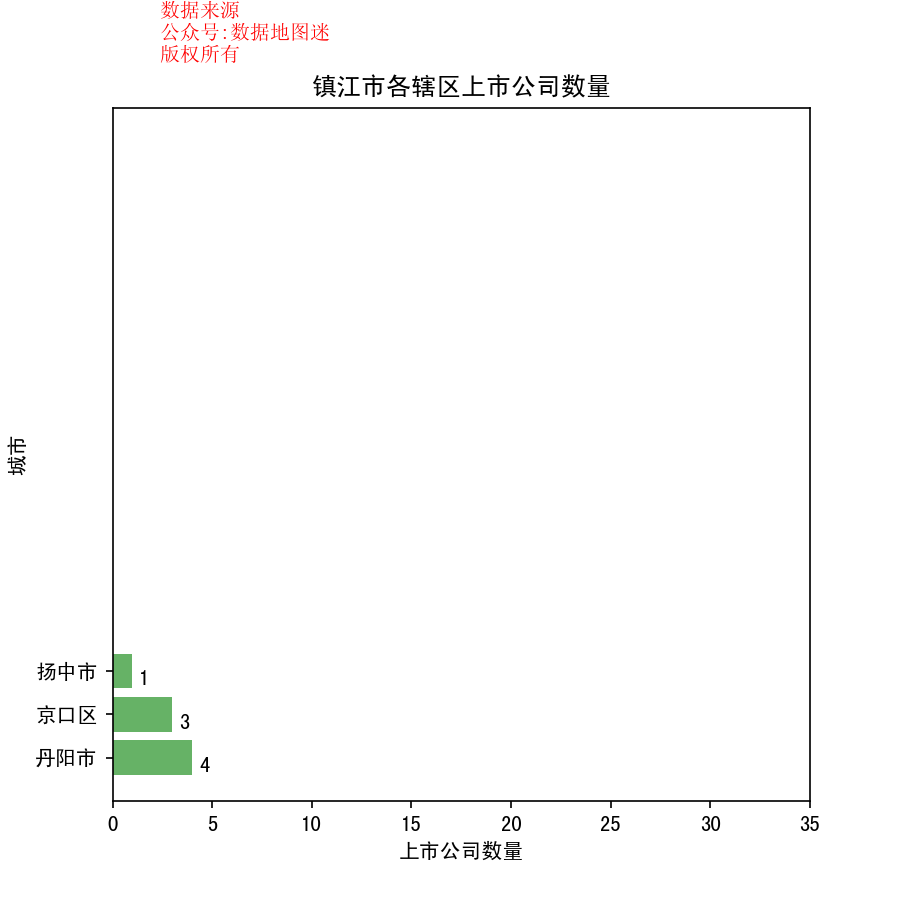 数据来源
公众号:数据地图迷
版权所有
镇江市各辖区上市公司数量
城市
扬中市 1
京口区 3
丹阳市 4
0 5 10 15 20 25 30 35
上市公司数量